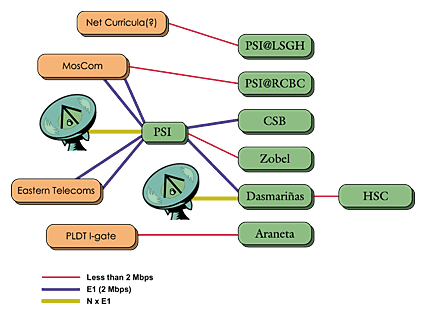 Net Curricula(?)
PSI@LSGH
MosCom
PSI@RCBC
CSB
PSI
Zobel
Eastern Telecoms
Dasmariñas
HSC
PLDT I-gate
Araneta
Less than 2 Mbps
E1 (2 Mbps)
N x E1